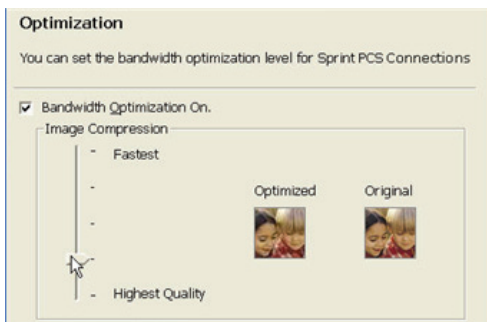 Optimization
You can set the bandwidth optimization level for Sprint PCS Connections
Bandwidth Optimization On.
Image Compression
Fastest
Optimized Original
Highest Quality